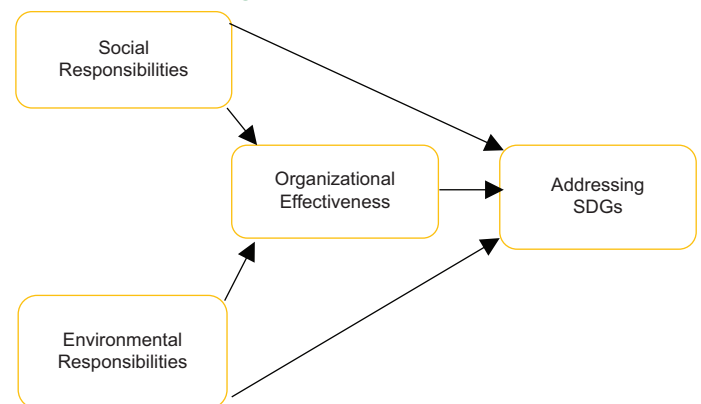 Social
Responsibilities
Organizational
Effectiveness
Addressing
SDGs
Environmental
Responsibilities